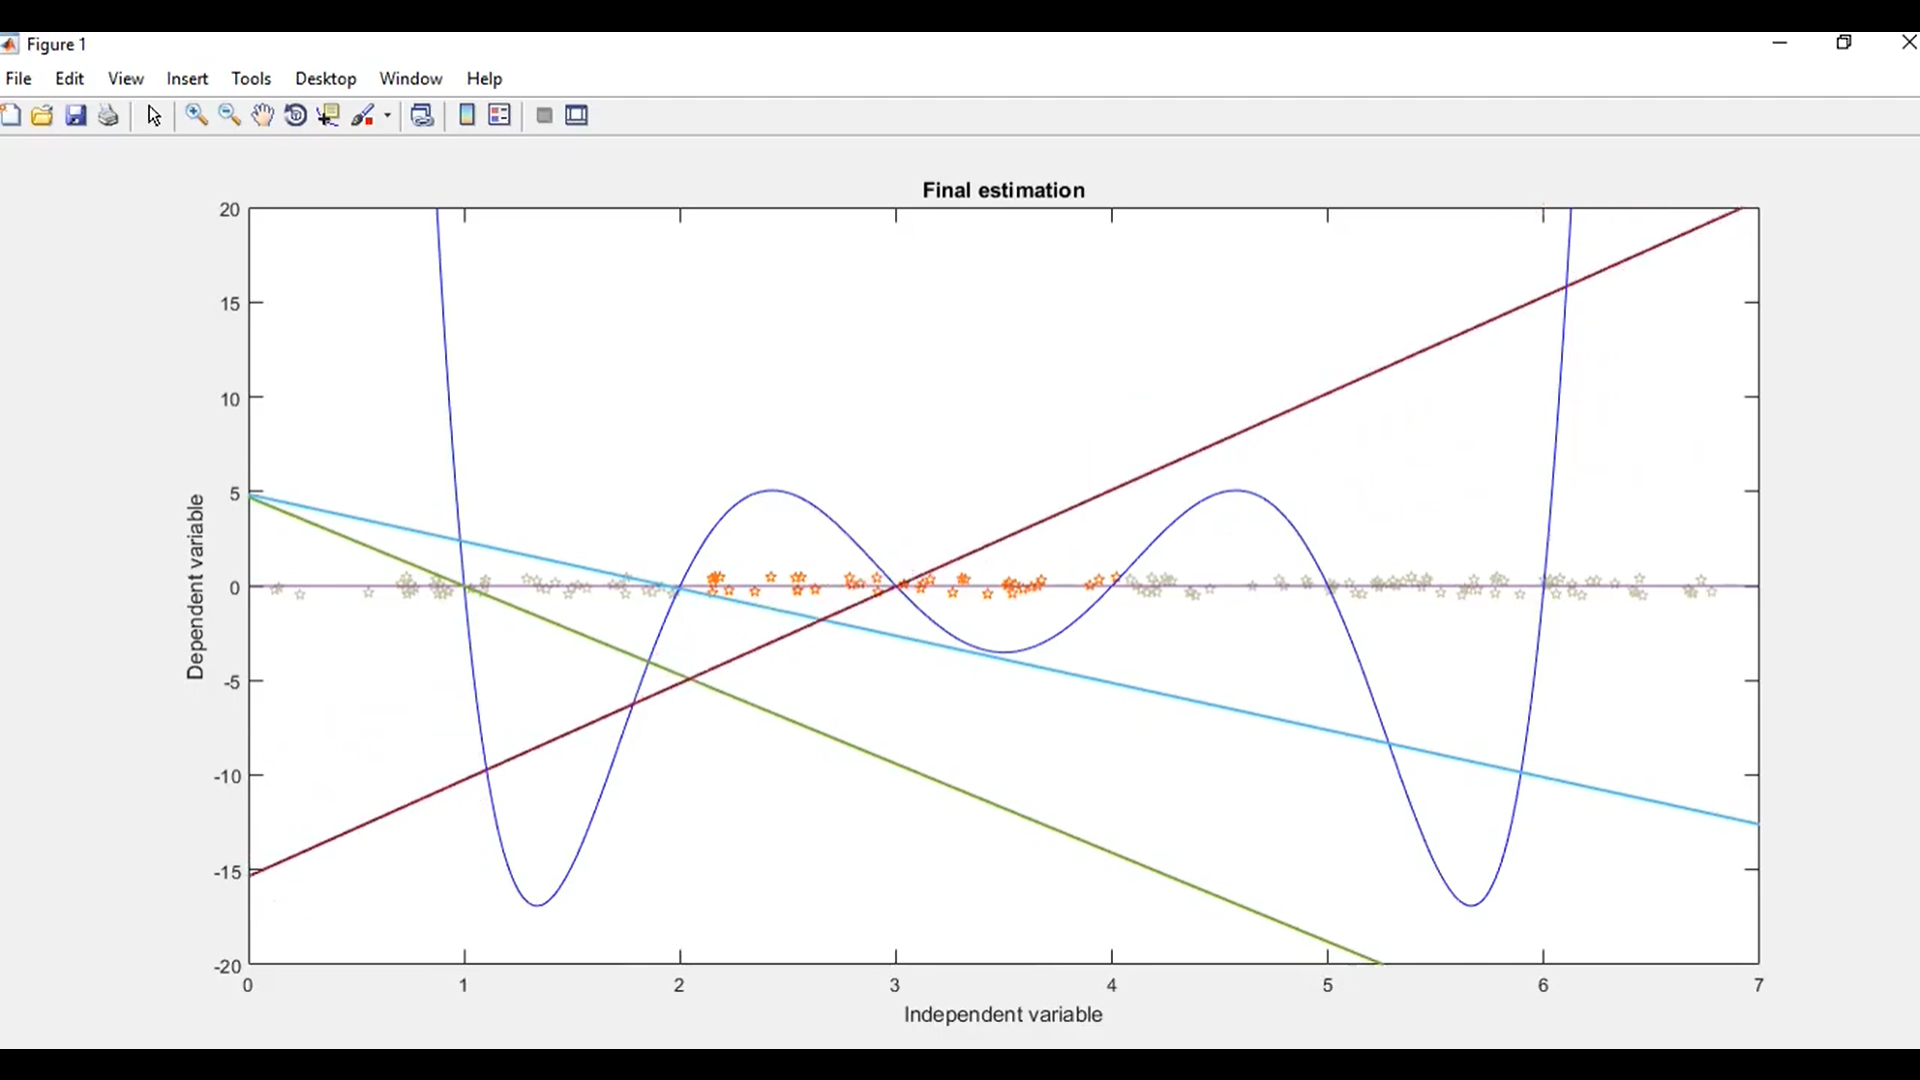 Figure 1
File Edit View Insert Tools Desktop Window Help
Final estimation
20
15
10
5
0
-5
-10
-15
-20
Dependent variable
0 1 2 3 4 5 6 7
Independent variable